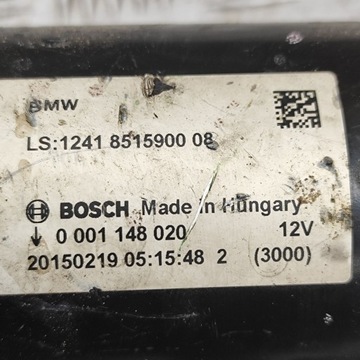 BMW
LS:1241 8515900 08
BOSCH Made in Hungary
↓ 0 001 148 020 12V
20150219 05:15:48 2 (3000)